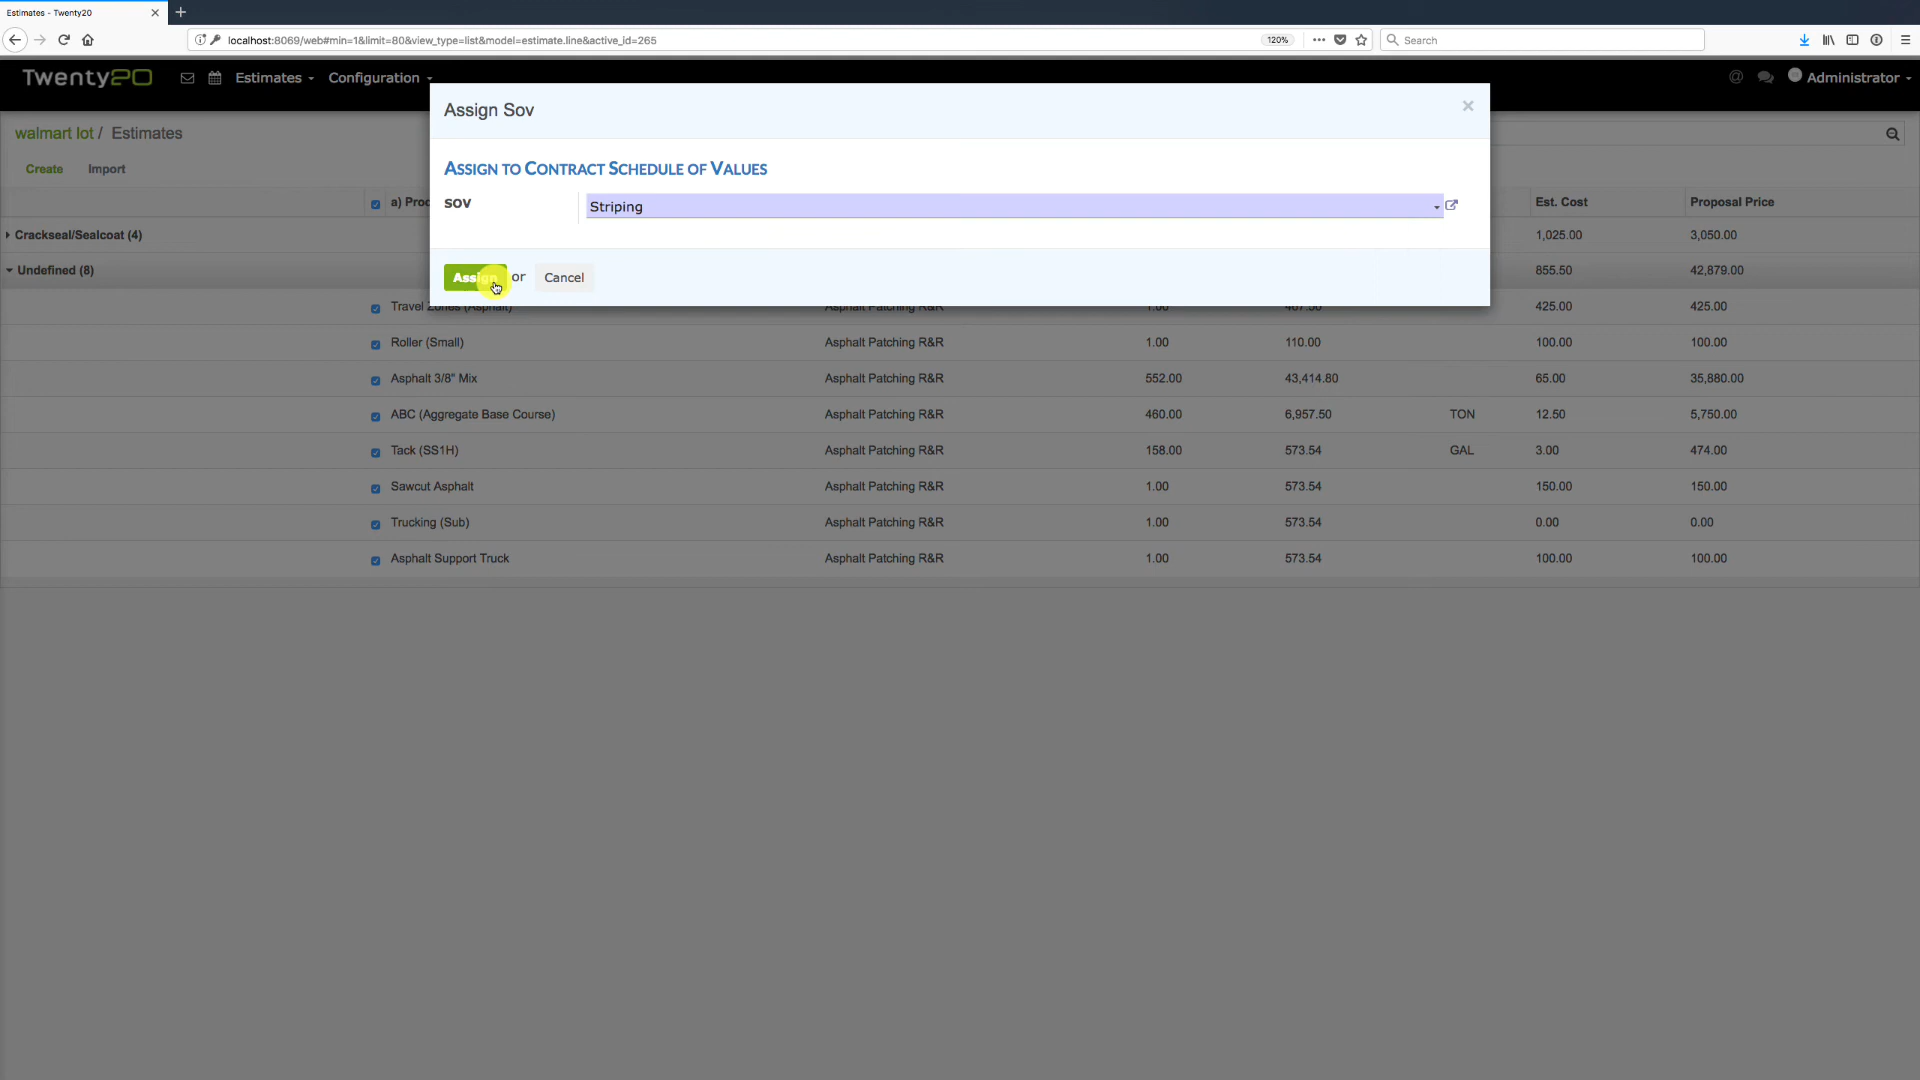 Estimates - Twenty20
localhost:8069/web#min=1&limit=80&view_type=list&model=estimate.line&active_id=265
120%
Search
Twenty20
Estimates
Configuration
Administrator
Assign Sov
walmart lot / Estimates
Create Import
ASSIGN TO CONTRACT SCHEDULE OF VALUES
SOV Striping
a) Prod Est. Cost Proposal Price
Crackseal/Sealcoat (4) 1,025.00 3,050.00
Undefined (8) 855.50 42,879.00
Assign or Cancel
Travel Zones (Asphalt) Asphalt Patching R&R 1.00 467.50 425.00 425.00
Roller (Small) Asphalt Patching R&R 1.00 110.00 100.00 100.00
Asphalt 3/8" Mix Asphalt Patching R&R 552.00 43,414.80 65.00 35,880.00
ABC (Aggregate Base Course) Asphalt Patching R&R 460.00 6,957.50 TON 12.50 5,750.00
Tack (SS1H) Asphalt Patching R&R 158.00 573.54 GAL 3.00 474.00
Sawcut Asphalt Asphalt Patching R&R 1.00 573.54 150.00 150.00
Trucking (Sub) Asphalt Patching R&R 1.00 573.54 0.00 0.00
Asphalt Support Truck Asphalt Patching R&R 1.00 573.54 100.00 100.00